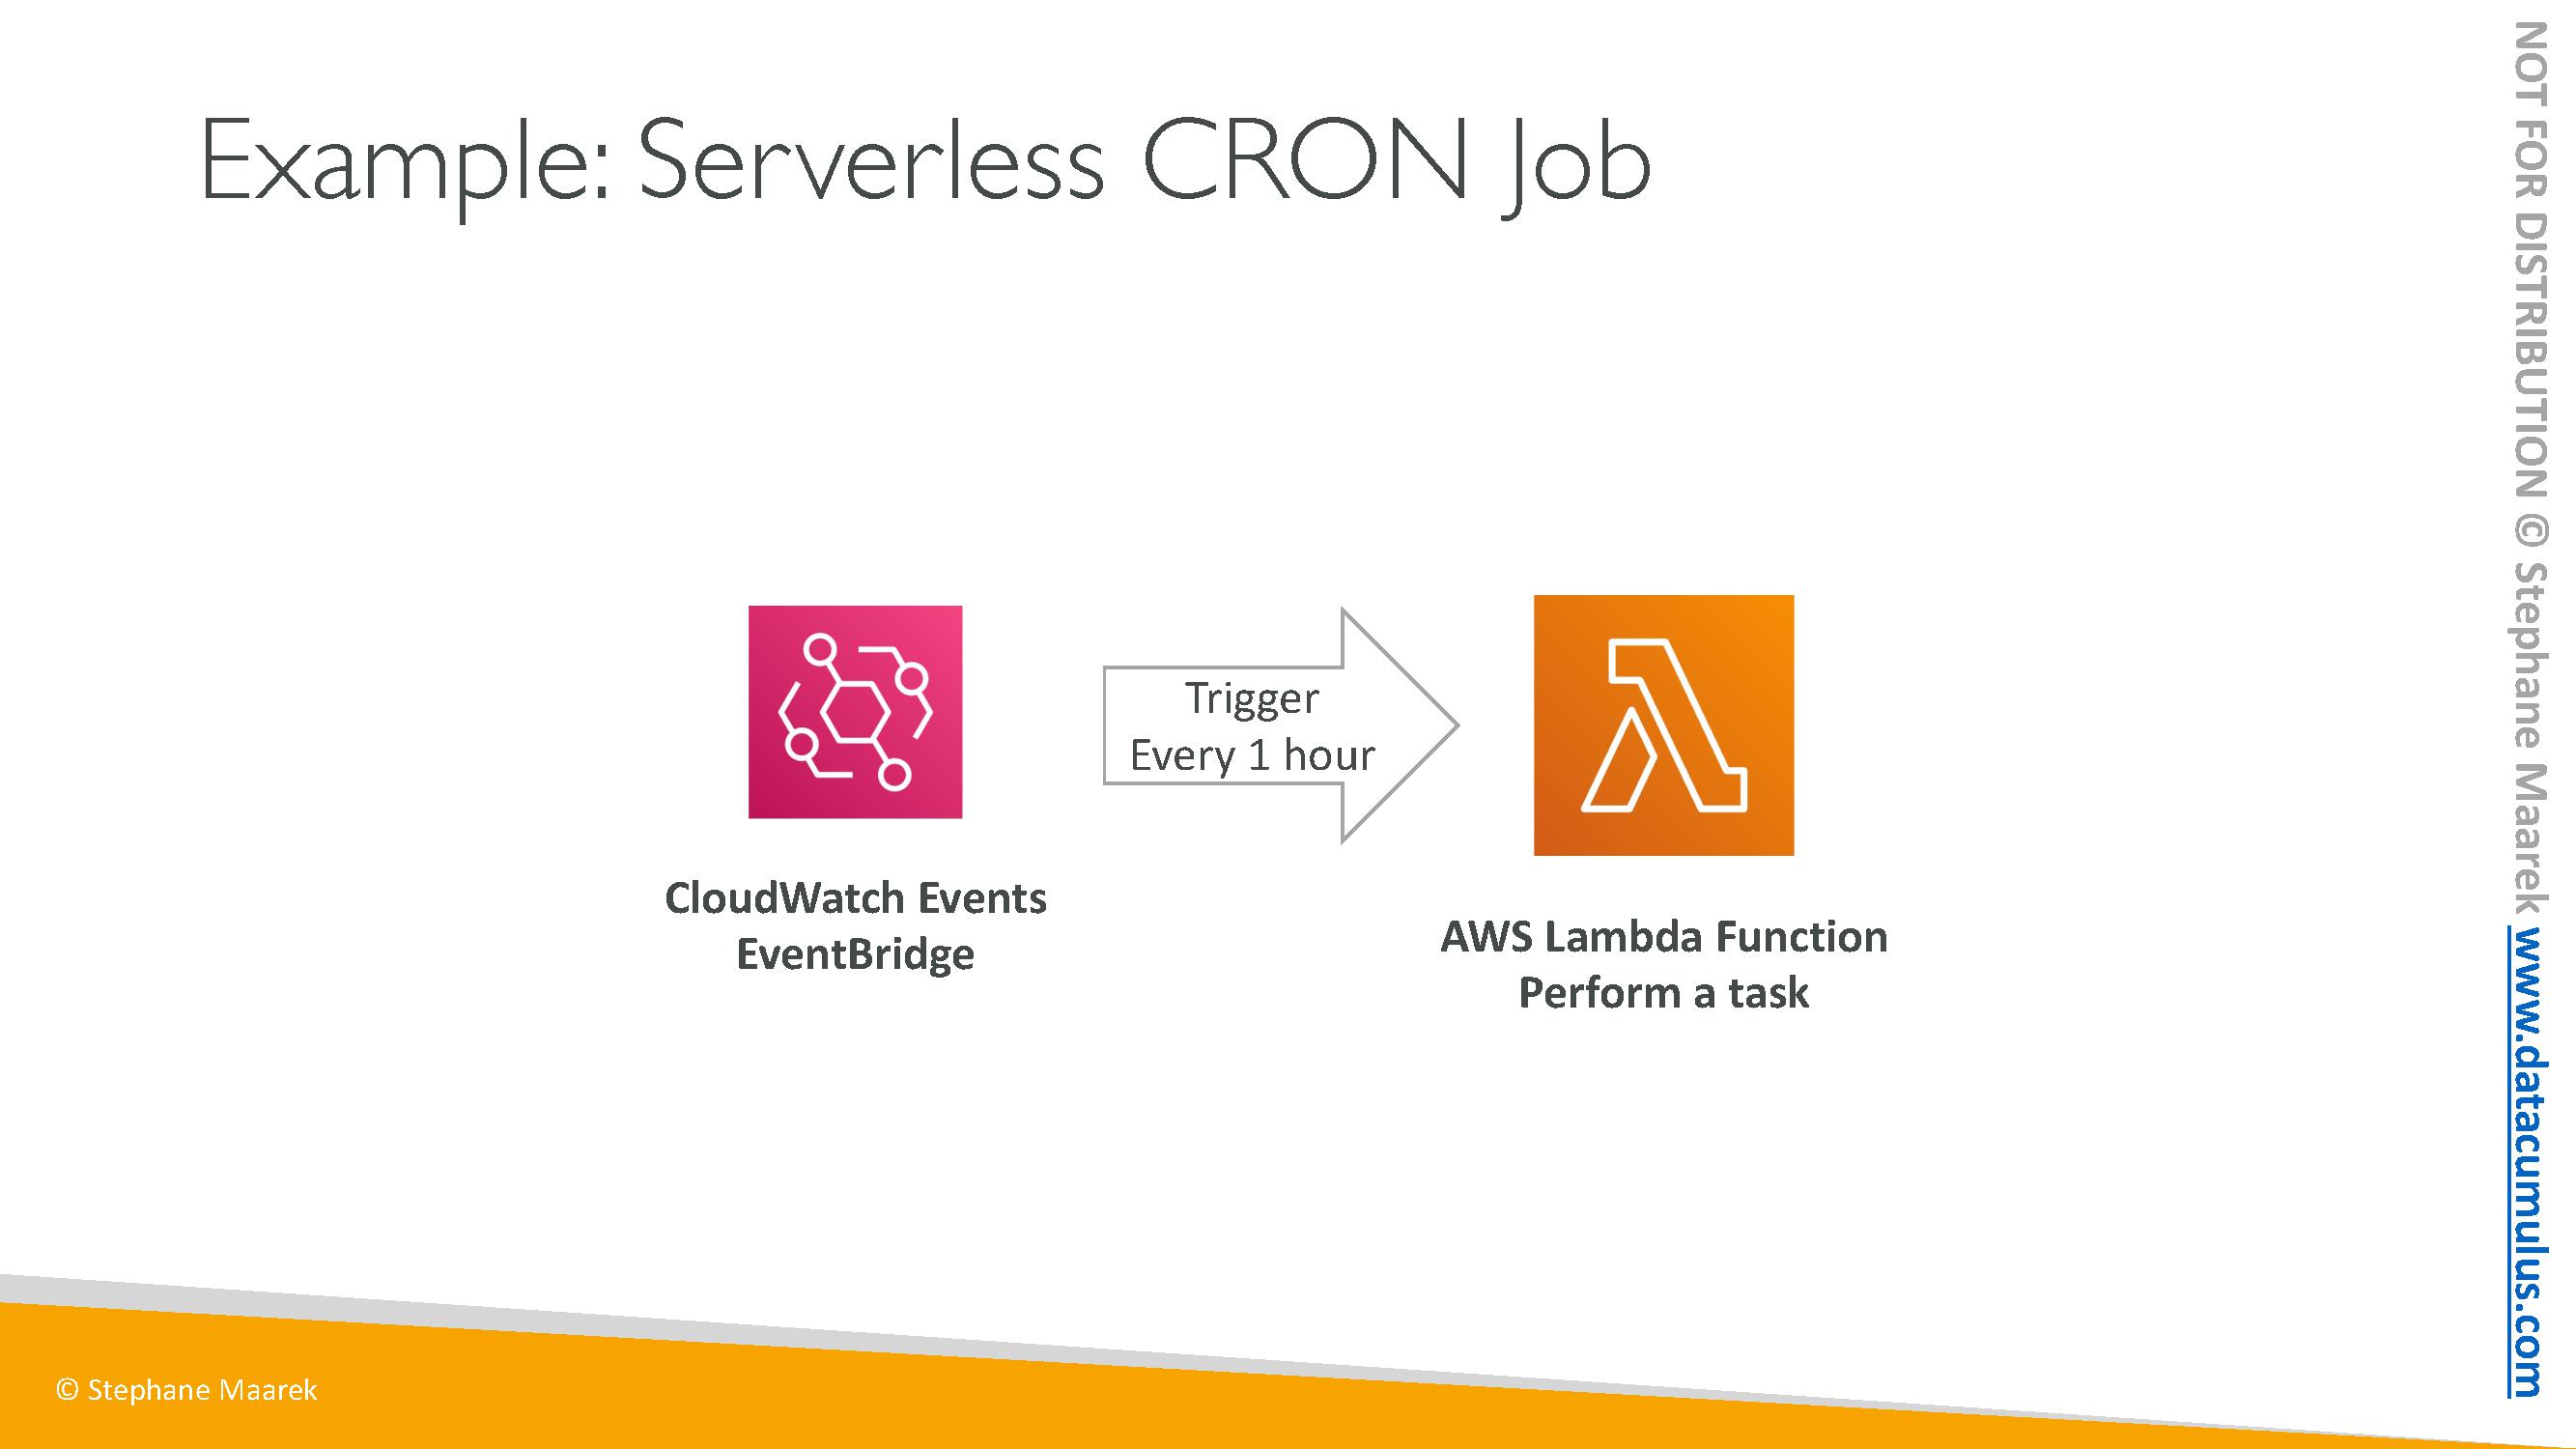 Example: Serverless CRON Job
Trigger
Every 1 hour
CloudWatch Events
EventBridge
AWS Lambda Function
Perform a task
© Stephane Maarek
NOT FOR DISTRIBUTION © Stephane Maarek www.datacumulus.com